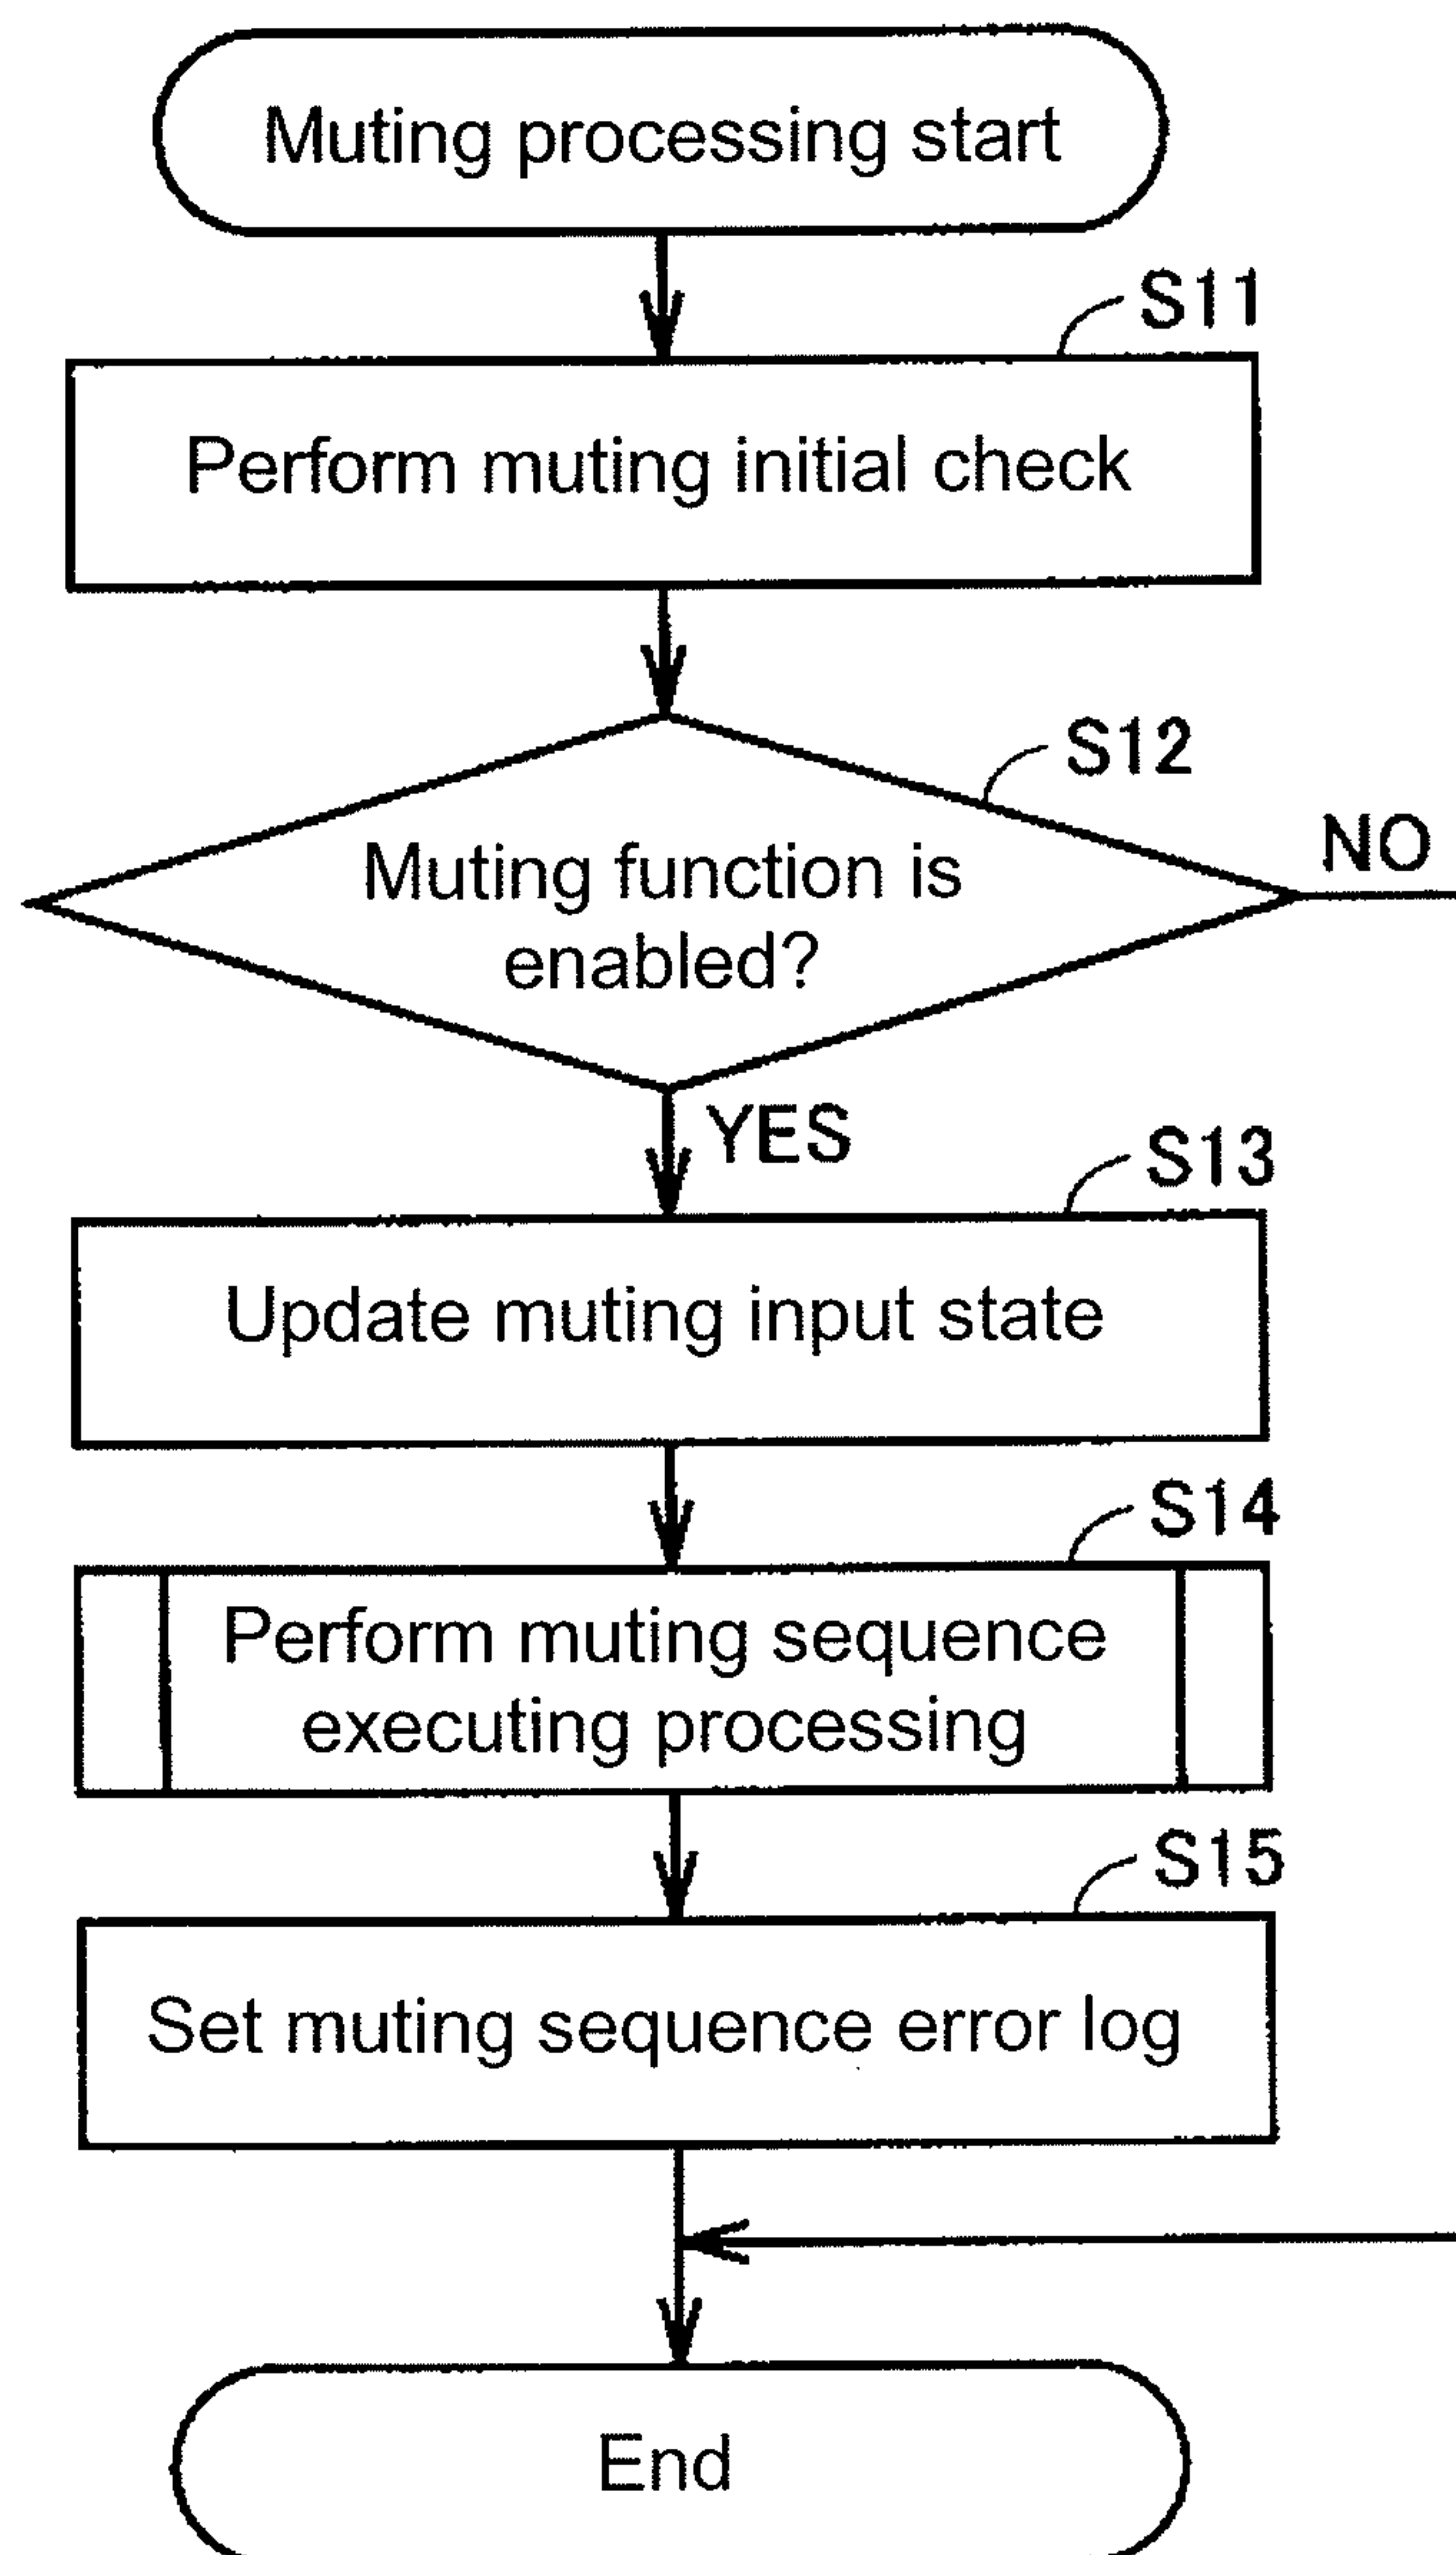 Muting processing start
S11
Perform muting initial check
S12
NO
Muting function is
enabled?
YES
S13
Update muting input state
S14
Perform muting sequence
executing processing
S15
Set muting sequence error log
End